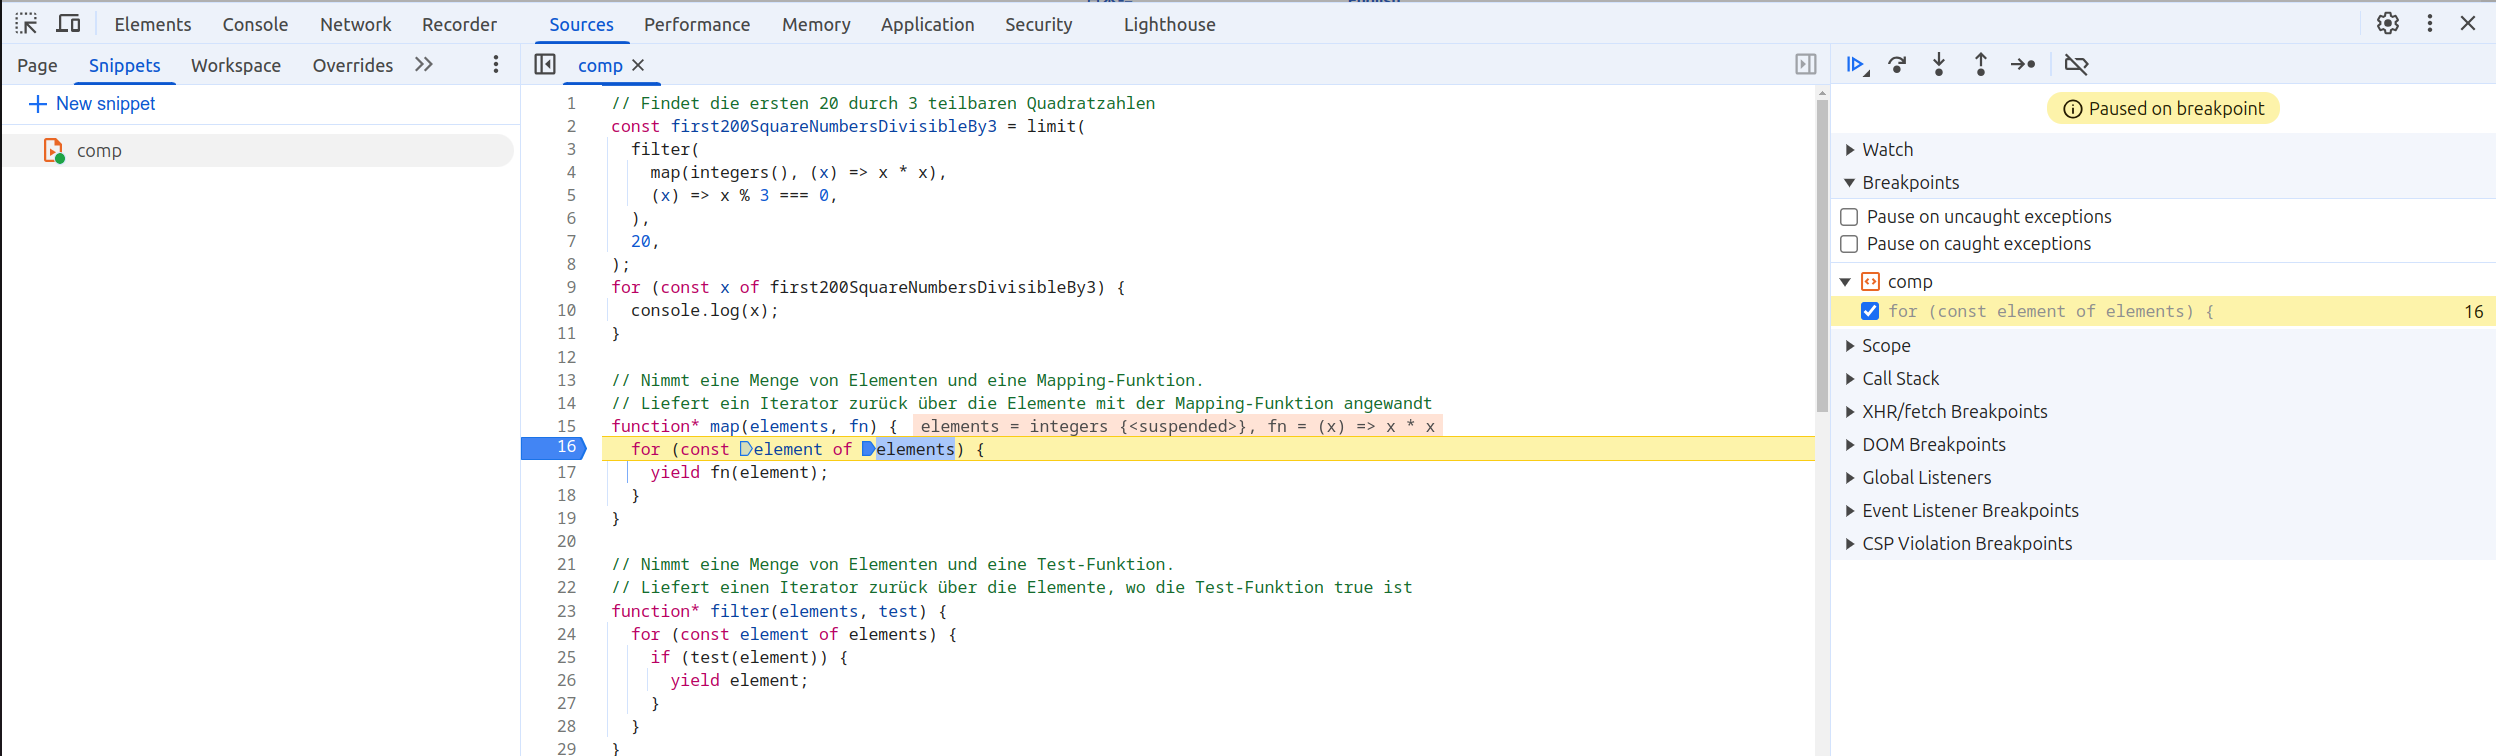 Elements Console Network Recorder Sources Performance Memory Application Security Lighthouse
Page Snippets Workspace Overrides
comp
New snippet
comp
1 // Findet die ersten 20 durch 3 teilbaren Quadratzahlen
2 const first200SquareNumbersDivisibleBy3 = limit(
3 filter(
4 map(integers(), (x) => x * x),
5 (x) => x % 3 === 0,
6 ),
7 20,
8 );
9 for (const x of first200SquareNumbersDivisibleBy3) {
10 console.log(x);
11 }
12
13 // Nimmt eine Menge von Elementen und eine Mapping-Funktion.
14 // Liefert ein Iterator zurück über die Elemente mit der Mapping-Funktion angewandt
15 function* map(elements, fn) { elements = integers {<suspended>}, fn = (x) => x * x
16 for (const element of elements) {
17 yield fn(element);
18 }
19 }
20
21 // Nimmt eine Menge von Elementen und eine Test-Funktion.
22 // Liefert einen Iterator zurück über die Elemente, wo die Test-Funktion true ist
23 function* filter(elements, test) {
24 for (const element of elements) {
25 if (test(element)) {
26 yield element;
27 }
28 }
29 }
Paused on breakpoint
Watch
Breakpoints
Pause on uncaught exceptions
Pause on caught exceptions
comp
for (const element of elements) { 16
Scope
Call Stack
XHR/fetch Breakpoints
DOM Breakpoints
Global Listeners
Event Listener Breakpoints
CSP Violation Breakpoints